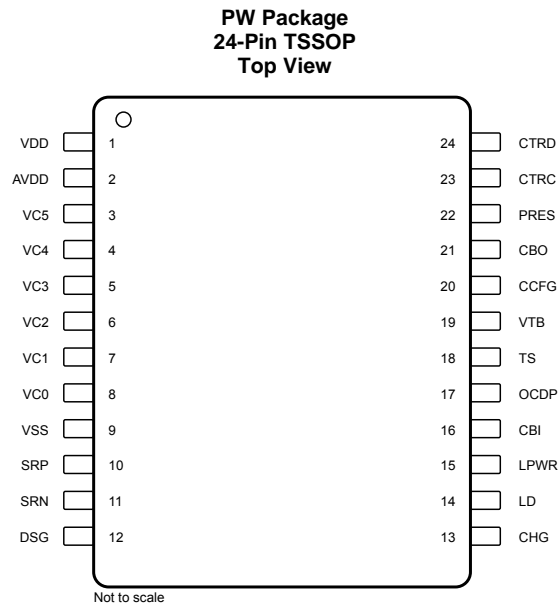 PW Package
24-Pin TSSOP
Top View
VDD 1 24 CTRD
AVDD 2 23 CTRC
VC5 3 22 PRES
VC4 4 21 CBO
VC3 5 20 CCFG
VC2 6 19 VTB
VC1 7 18 TS
VC0 8 17 OCDP
VSS 9 16 CBI
SRP 10 15 LPWR
SRN 11 14 LD
DSG 12 13 CHG
Not to scale